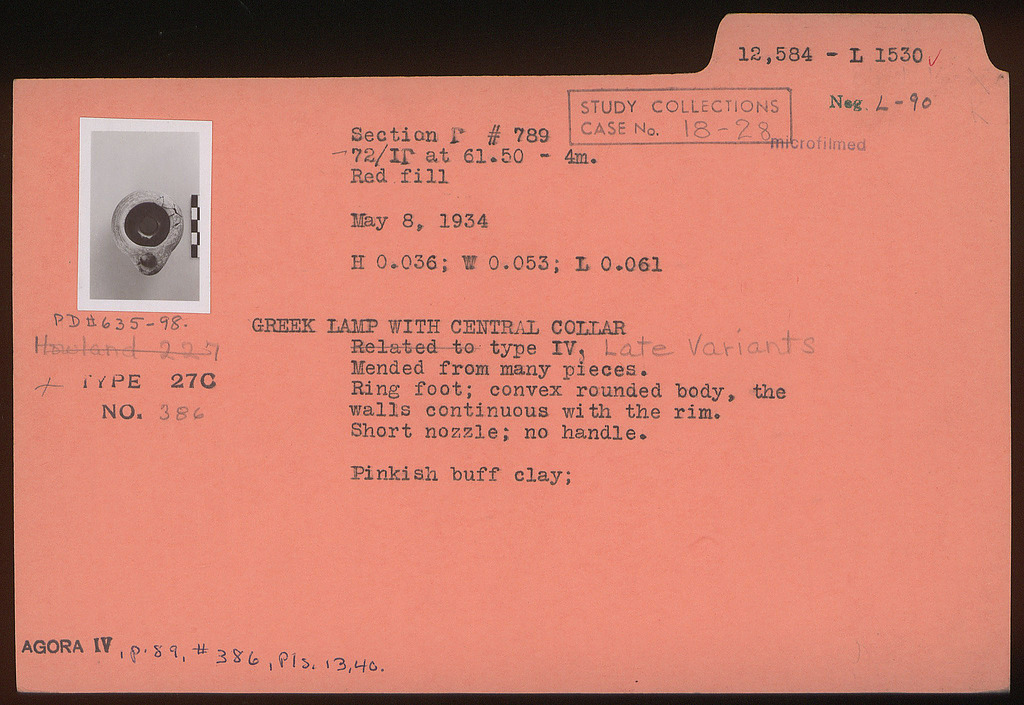 12,584 - L 1530 ✓
Neg. L-90
STUDY COLLECTIONS
CASE No. 18-28
microfilmed
Section Γ # 789
72/ΙΓ at 61.50 - 4m.
Red fill
May 8, 1934
H 0.036; W 0.053; L 0.061
PD#635-98.
Howland 227
TYPE 27C
NO. 386
GREEK LAMP WITH CENTRAL COLLAR
Related to type IV, Late Variants
Mended from many pieces.
Ring foot; convex rounded body, the
walls continuous with the rim.
Short nozzle; no handle.
Pinkish buff clay;
AGORA IV, p.89, #386, Pls. 13,40.